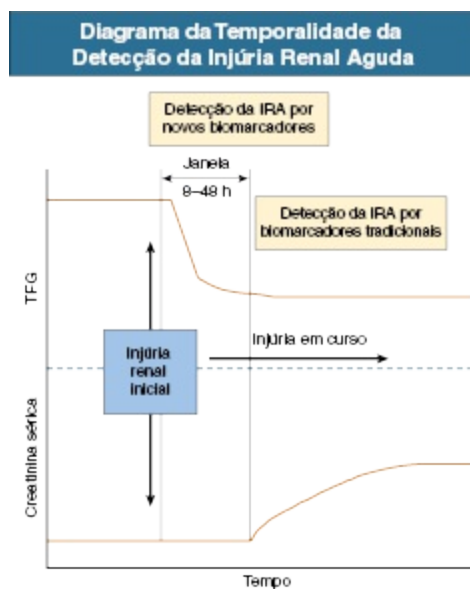 Diagrama da Temporalidade da
Detecção da Injúria Renal Aguda
Detecção da IRA por
novos biomarcadores
Janela
8–48 h
Detecção da IRA por
biomarcadores tradicionais
TFG
Injúria em curso
Injúria
renal
inicial
Creatinina sérica
Tempo